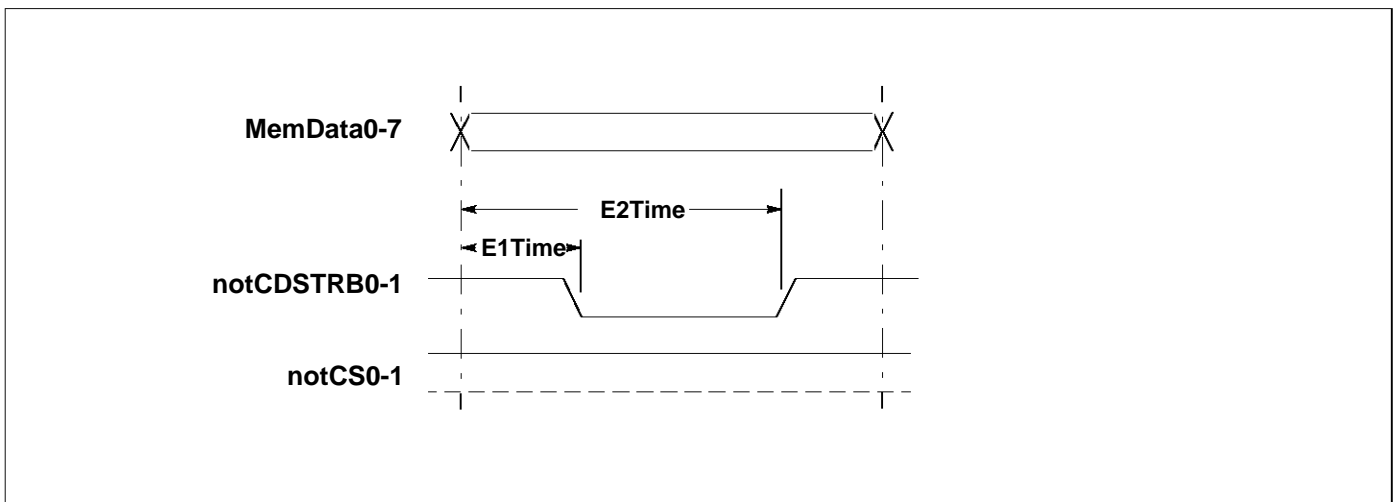 MemData0-7
E2Time
E1Time
notCDSTRB0-1
notCS0-1